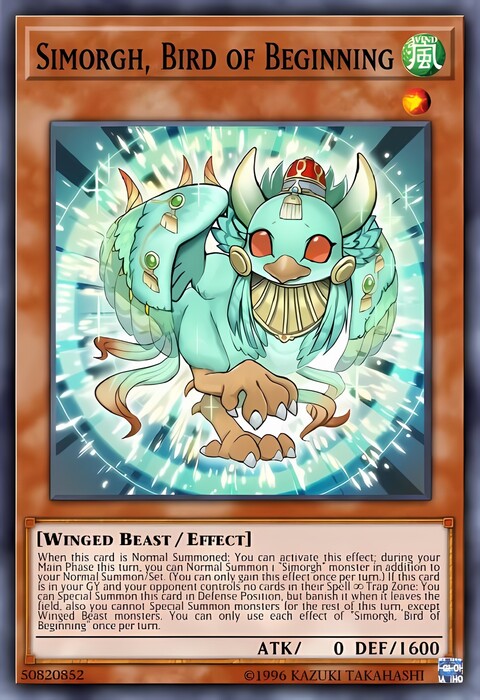 SIMORGH, BIRD OF BEGINNING
WIND
風
[WINGED BEAST / EFFECT]
When this card is Normal Summoned: You can activate this effect; during your
Main Phase this turn, you can Normal Summon 1 "Simorgh" monster in addition to
your Normal Summon/Set. (You can only gain this effect once per turn.) If this card
is in your GY and your opponent controls no cards in their Spell ∞ Trap Zone: You
can Special Summon this card in Defense Position, but banish it when it leaves the
field, also you cannot Special Summon monsters for the rest of this turn, except
Winged Beast monsters. You can only use each effect of "Simorgh, Bird of
Beginning" once per turn.
ATK/ 0 DEF/1600
50820852
©1996 KAZUKI TAKAHASHI